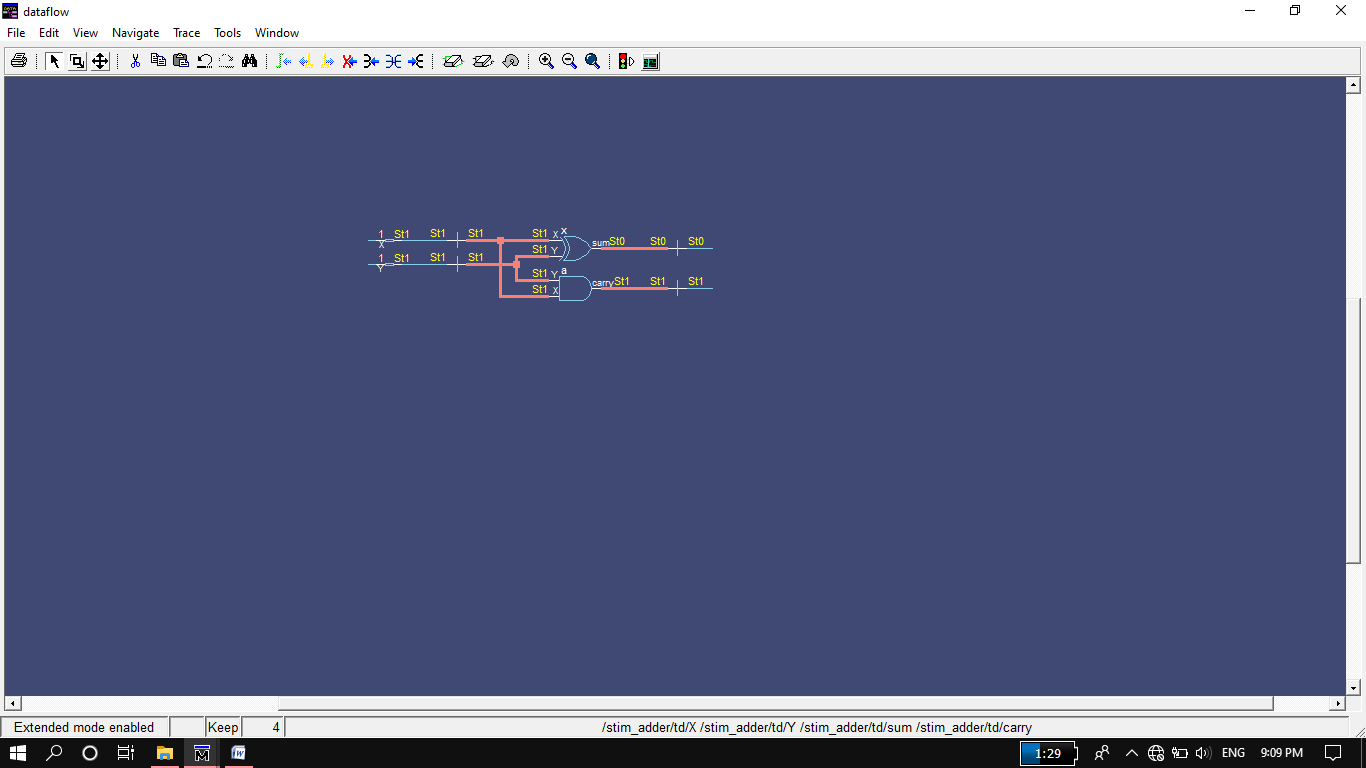 dataflow
File Edit View Navigate Trace Tools Window
1 St1 St1 St1 St1 X x sum St0 St0 St0
X
St1 Y
1 St1 St1 St1
Y
St1 Y a carry St1 St1 St1
St1 X
Extended mode enabled Keep 4 /stim_adder/td/X /stim_adder/td/Y /stim_adder/td/sum /stim_adder/td/carry
1:29 ENG 9:09 PM